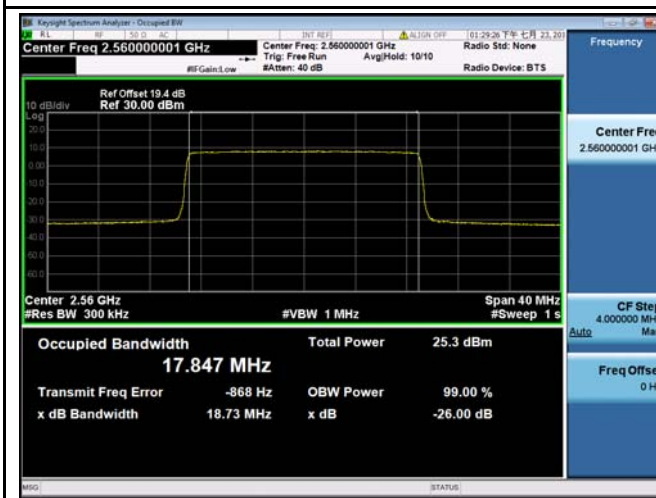 Keysight Spectrum Analyzer - Occupied BW
RL RF 50 Ω AC INT REF ALIGN OFF 01:29:26 下午 七月 23, 201
Center Freq 2.560000001 GHz
Center Freq: 2.560000001 GHz
Radio Std: None
Trig: Free Run Avg|Hold: 10/10
#IFGain:Low
#Atten: 40 dB
Radio Device: BTS
Frequency
Ref Offset 19.4 dB
10 dB/div Ref 30.00 dBm
Log
20.0
10.0
0.00
10.0
20.0
30.0
40.0
50.0
60.0
Center 2.56 GHz
Span 40 MHz
#Res BW 300 kHz
#VBW 1 MHz
#Sweep 1 s
Occupied Bandwidth
17.847 MHz
Total Power 25.3 dBm
Transmit Freq Error -868 Hz
OBW Power 99.00 %
x dB Bandwidth 18.73 MHz
x dB -26.00 dB
Center Fre
2.560000001 GH
CF Step
4.000000 MH
Auto Ma
Freq Offse
0 H
MSG
STATUS